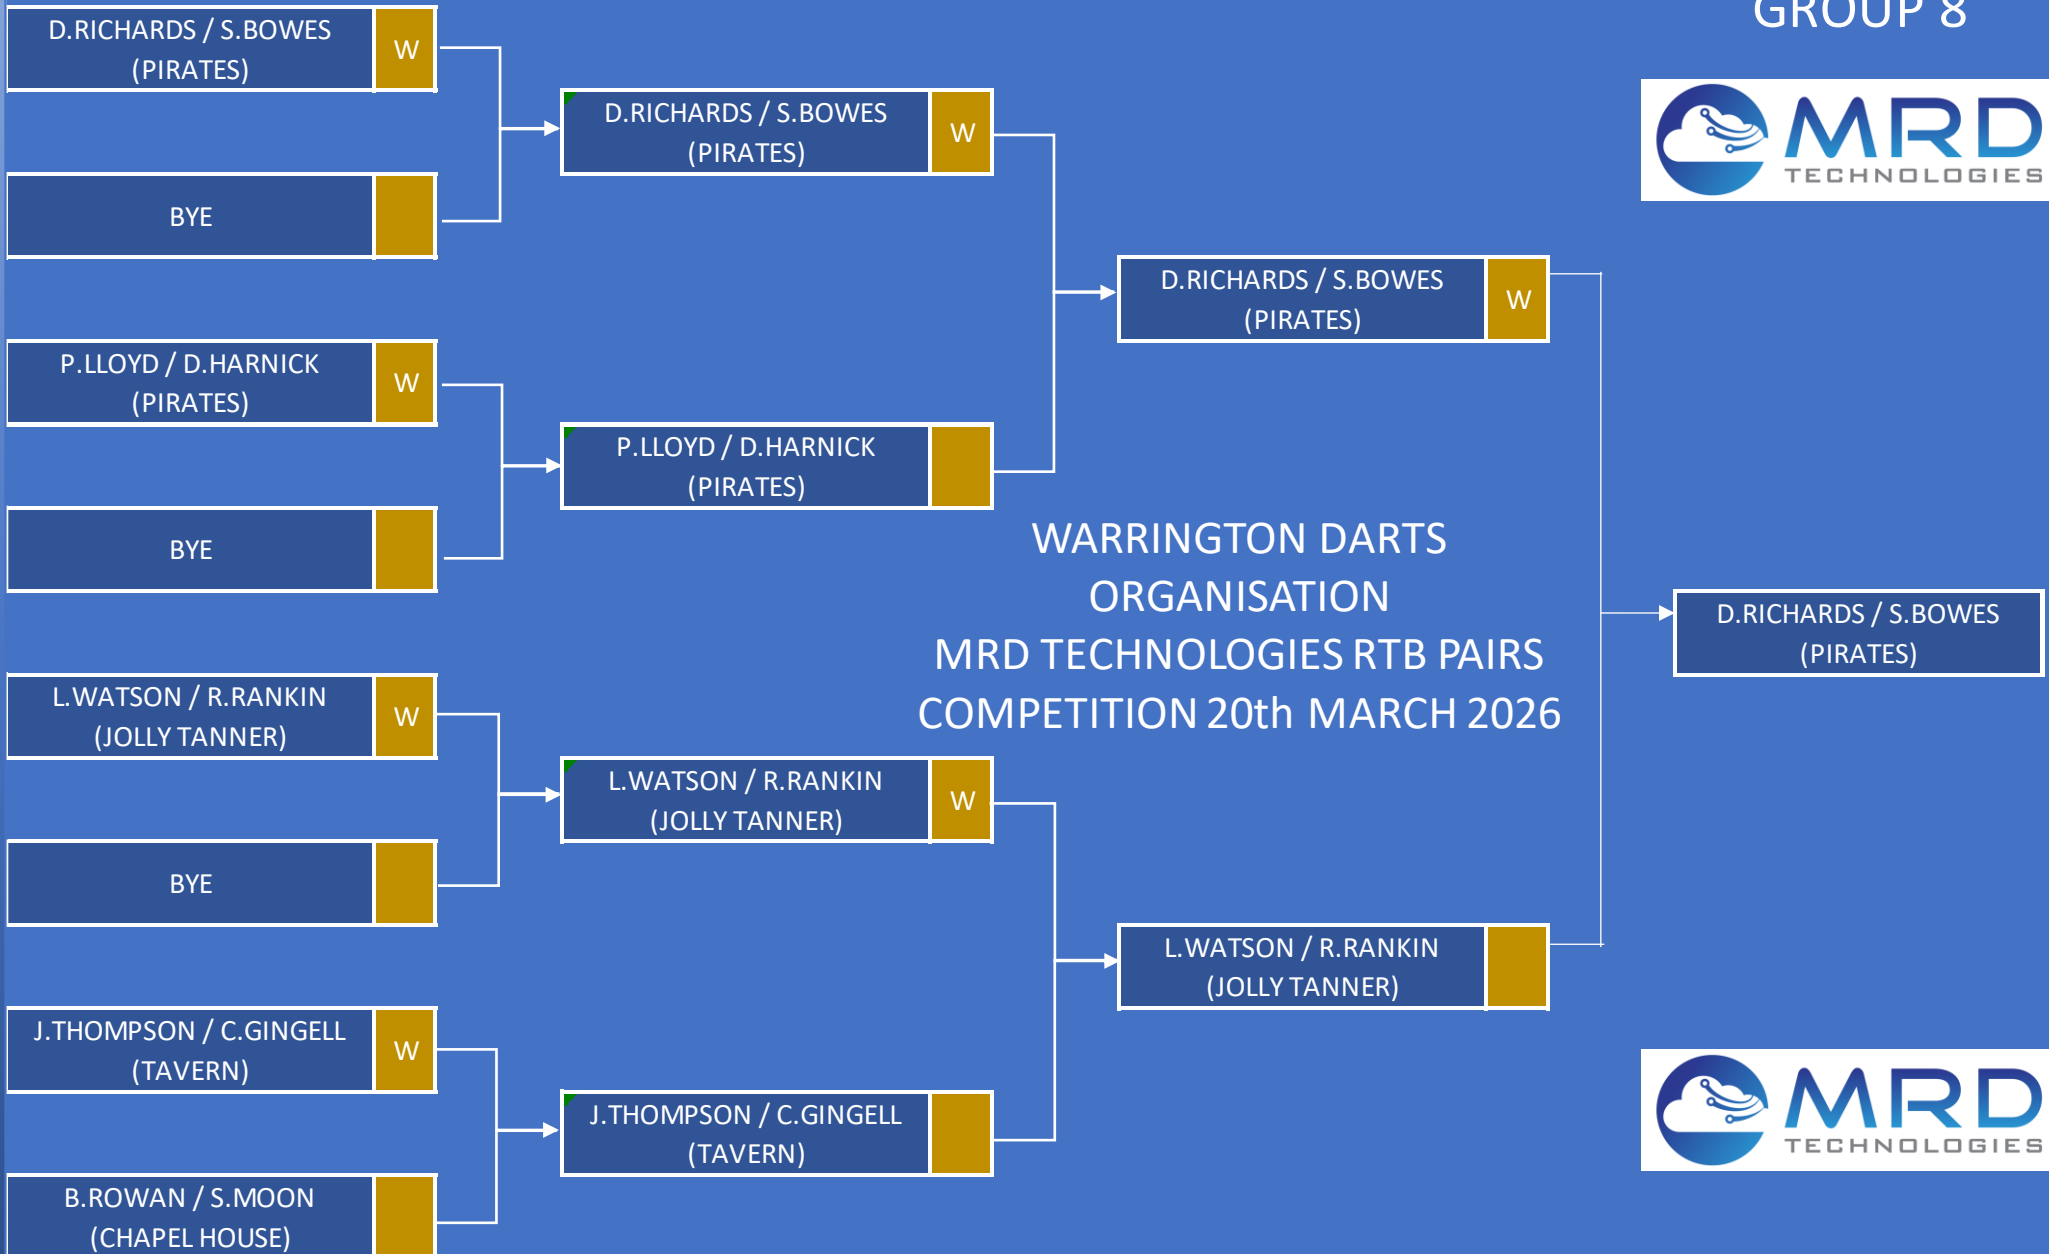 GROUP 8
D.RICHARDS / S.BOWES
(PIRATES)
W
BYE
P.LLOYD / D.HARNICK
(PIRATES)
W
BYE
L.WATSON / R.RANKIN
(JOLLY TANNER)
W
BYE
J.THOMPSON / C.GINGELL
(TAVERN)
W
B.ROWAN / S.MOON
(CHAPEL HOUSE)
D.RICHARDS / S.BOWES
(PIRATES)
W
P.LLOYD / D.HARNICK
(PIRATES)
L.WATSON / R.RANKIN
(JOLLY TANNER)
W
J.THOMPSON / C.GINGELL
(TAVERN)
D.RICHARDS / S.BOWES
(PIRATES)
W
WARRINGTON DARTS
ORGANISATION
MRD TECHNOLOGIES RTB PAIRS
COMPETITION 20th MARCH 2026
L.WATSON / R.RANKIN
(JOLLY TANNER)
MRD
TECHNOLOGIES
D.RICHARDS / S.BOWES
(PIRATES)
MRD
TECHNOLOGIES